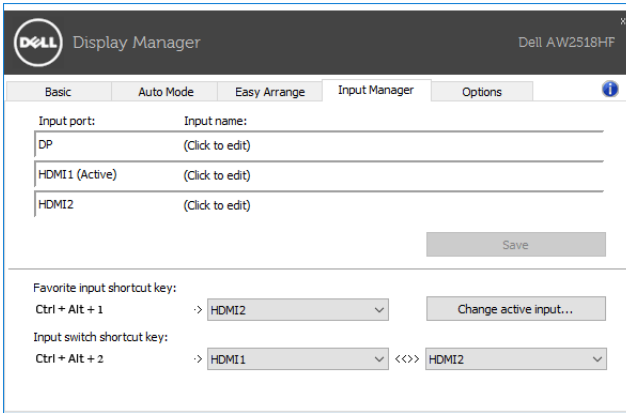 DELL Display Manager Dell AW2518HF
x
Basic Auto Mode Easy Arrange Input Manager Options i
Input port: Input name:
DP (Click to edit)
HDMI1 (Active) (Click to edit)
HDMI2 (Click to edit)
Save
Favorite input shortcut key:
Ctrl + Alt + 1 -> HDMI2 Change active input...
Input switch shortcut key:
Ctrl + Alt + 2 -> HDMI1 <<>> HDMI2